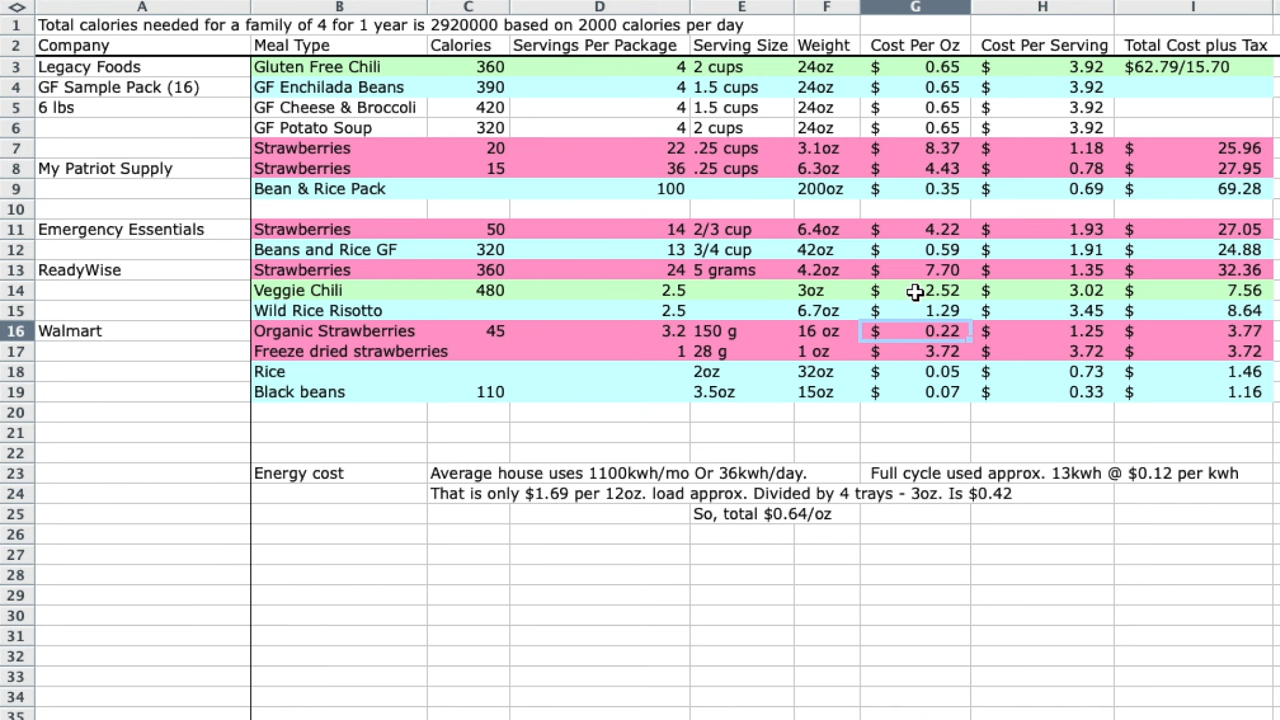 A B C D E F G H I
1 Total calories needed for a family of 4 for 1 year is 2920000 based on 2000 calories per day
2 Company Meal Type Calories Servings Per Package Serving Size Weight Cost Per Oz Cost Per Serving Total Cost plus Tax
3 Legacy Foods Gluten Free Chili 360 4 2 cups 24oz $ 0.65 $ 3.92 $62.79/15.70
4 GF Sample Pack (16) GF Enchilada Beans 390 4 1.5 cups 24oz $ 0.65 $ 3.92
5 6 lbs GF Cheese & Broccoli 420 4 1.5 cups 24oz $ 0.65 $ 3.92
6 GF Potato Soup 320 4 2 cups 24oz $ 0.65 $ 3.92
7 Strawberries 20 22 .25 cups 3.1oz $ 8.37 $ 1.18 $ 25.96
8 My Patriot Supply Strawberries 15 36 .25 cups 6.3oz $ 4.43 $ 0.78 $ 27.95
9 Bean & Rice Pack 100 200oz $ 0.35 $ 0.69 $ 69.28
10
11 Emergency Essentials Strawberries 50 14 2/3 cup 6.4oz $ 4.22 $ 1.93 $ 27.05
12 Beans and Rice GF 320 13 3/4 cup 42oz $ 0.59 $ 1.91 $ 24.88
13 ReadyWise Strawberries 360 24 5 grams 4.2oz $ 7.70 $ 1.35 $ 32.36
14 Veggie Chili 480 2.5 3oz $ 2.52 $ 3.02 $ 7.56
15 Wild Rice Risotto 2.5 6.7oz $ 1.29 $ 3.45 $ 8.64
16 Walmart Organic Strawberries 45 3.2 150 g 16 oz $ 0.22 $ 1.25 $ 3.77
17 Freeze dried strawberries 1 28 g 1 oz $ 3.72 $ 3.72 $ 3.72
18 Rice 2oz 32oz $ 0.05 $ 0.73 $ 1.46
19 Black beans 110 3.5oz 15oz $ 0.07 $ 0.33 $ 1.16
20
21
22
23 Energy cost Average house uses 1100kwh/mo Or 36kwh/day. Full cycle used approx. 13kwh @ $0.12 per kwh
24 That is only $1.69 per 12oz. load approx. Divided by 4 trays - 3oz. Is $0.42
25 So, total $0.64/oz
26
27
28
29
30
31
32
33
34
35